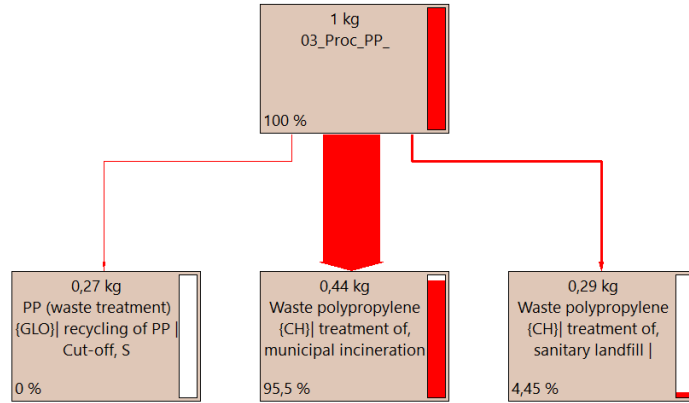 1 kg
03_Proc_PP_
100 %
0,27 kg
PP (waste treatment)
{GLO}| recycling of PP |
Cut-off, S
0 %
0,44 kg
Waste polypropylene
{CH}| treatment of,
municipal incineration
95,5 %
0,29 kg
Waste polypropylene
{CH}| treatment of,
sanitary landfill |
4,45 %